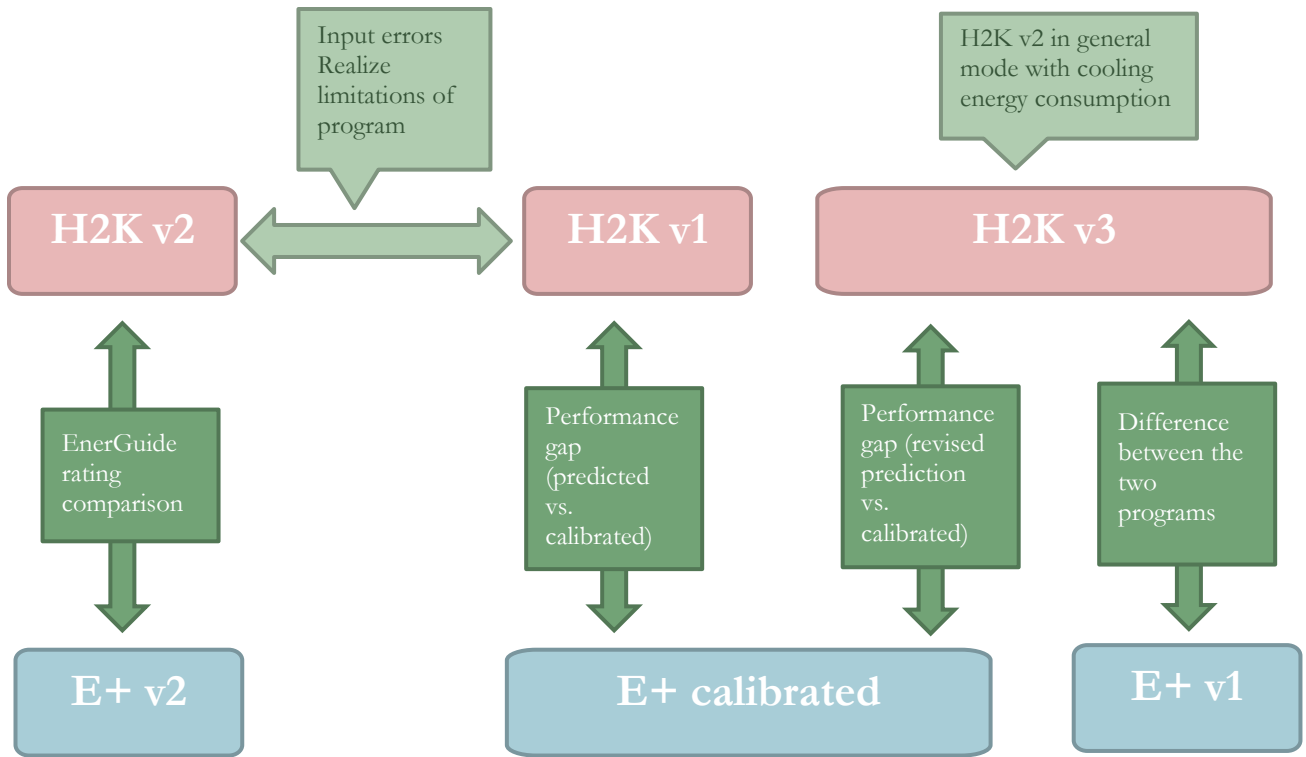 Input errors
Realize
limitations of
program
H2K v2 in general
mode with cooling
energy consumption
H2K v2
H2K v1
H2K v3
EnerGuide
rating
comparison
Performance
gap
(predicted
vs.
calibrated)
Performance
gap (revised
prediction
vs.
calibrated)
Difference
between the
two
programs
E+ v2
E+ calibrated
E+ v1